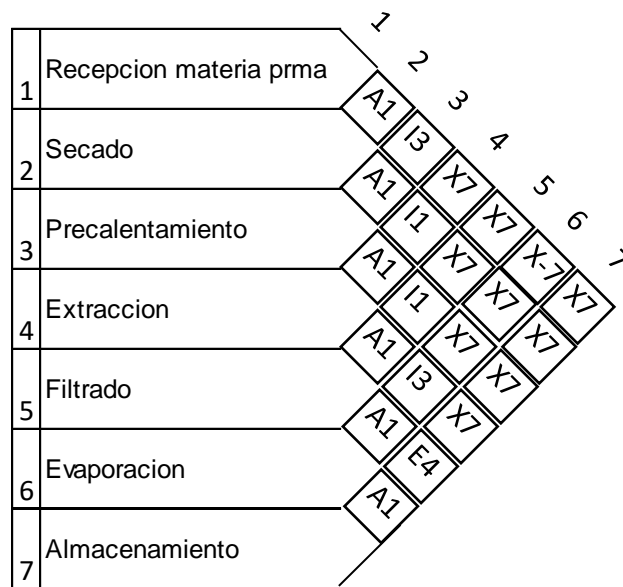 1 2 3 4 5 6 7
1 Recepcion materia prma
A1 I3 X7 X7 X-7 X7
2 Secado
A1 I1 X7 X7 X7
3 Precalentamiento
A1 I1 X7 X7
4 Extraccion
A1 I3 X7
5 Filtrado
A1 E4
6 Evaporacion
A1
7 Almacenamiento